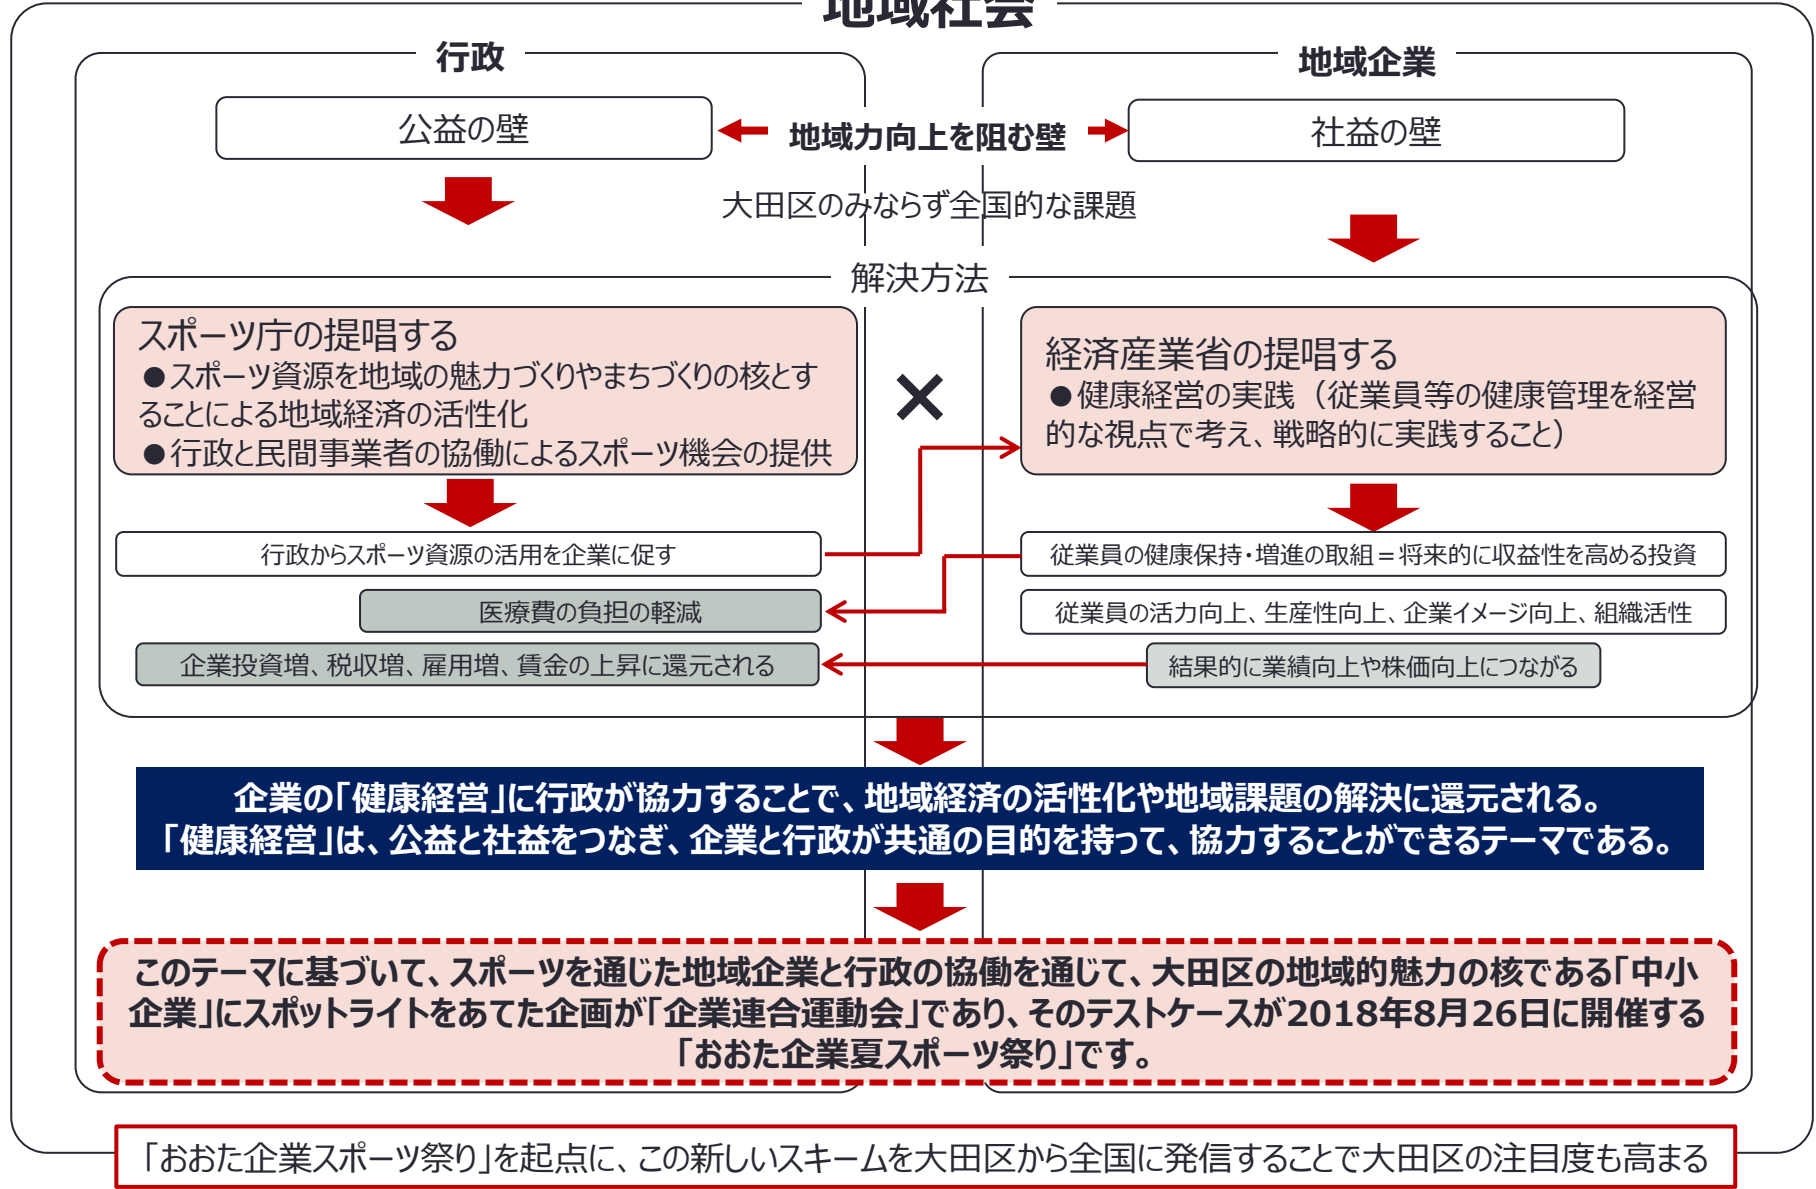 地域社会
行政
地域企業
公益の壁
地域力向上を阻む壁
社益の壁
大田区のみならず全国的な課題
解決方法
スポーツ庁の提唱する
●スポーツ資源を地域の魅力づくりやまちづくりの核とす
ることによる地域経済の活性化
●行政と民間事業者の協働によるスポーツ機会の提供
×
経済産業省の提唱する
●健康経営の実践（従業員等の健康管理を経営
的な視点で考え、戦略的に実践すること）
行政からスポーツ資源の活用を企業に促す
従業員の健康保持・増進の取組＝将来的に収益性を高める投資
医療費の負担の軽減
従業員の活力向上、生産性向上、企業イメージ向上、組織活性
企業投資増、税収増、雇用増、賃金の上昇に還元される
結果的に業績向上や株価向上につながる
企業の「健康経営」に行政が協力することで、地域経済の活性化や地域課題の解決に還元される。
「健康経営」は、公益と社益をつなぎ、企業と行政が共通の目的を持って、協力することができるテーマである。
このテーマに基づいて、スポーツを通じた地域企業と行政の協働を通じて、大田区の地域的魅力の核である「中小
企業」にスポットライトをあてた企画が「企業連合運動会」であり、そのテストケースが2018年8月26日に開催する
「おおた企業夏スポーツ祭り」です。
「おおた企業スポーツ祭り」を起点に、この新しいスキームを大田区から全国に発信することで大田区の注目度も高まる